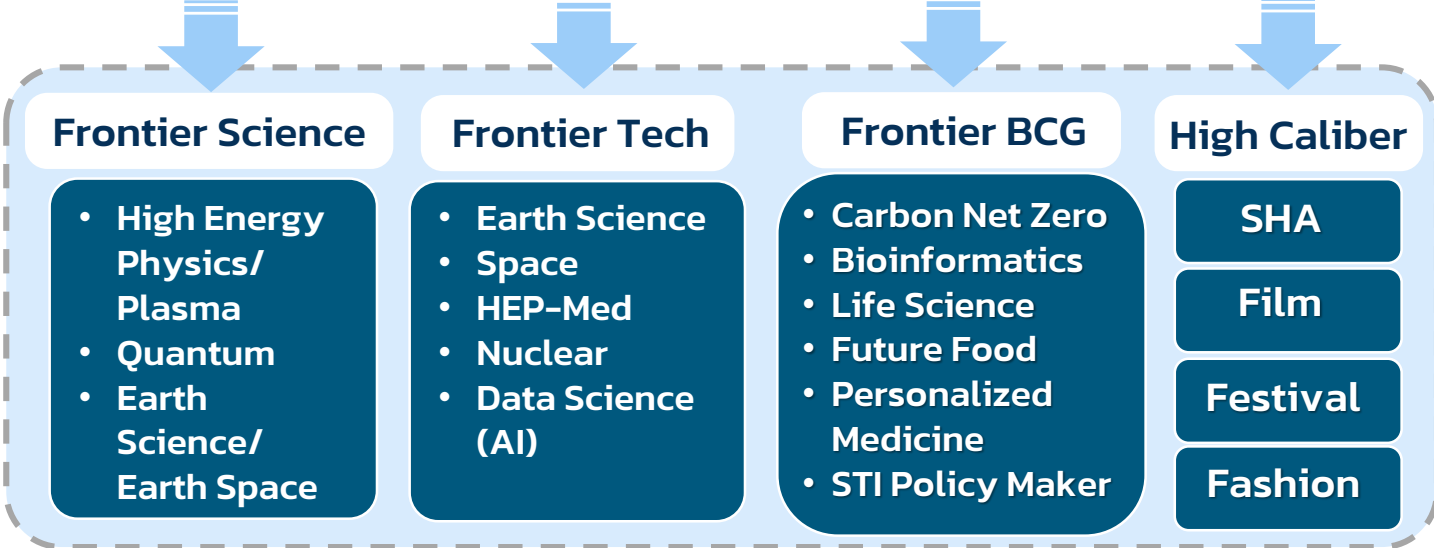 Frontier Science
• High Energy
Physics/
Plasma
• Quantum
• Earth
Science/
Earth Space
Frontier Tech
• Earth Science
• Space
• HEP-Med
• Nuclear
• Data Science
(AI)
Frontier BCG
• Carbon Net Zero
• Bioinformatics
• Life Science
• Future Food
• Personalized
Medicine
• STI Policy Maker
High Caliber
SHA
Film
Festival
Fashion